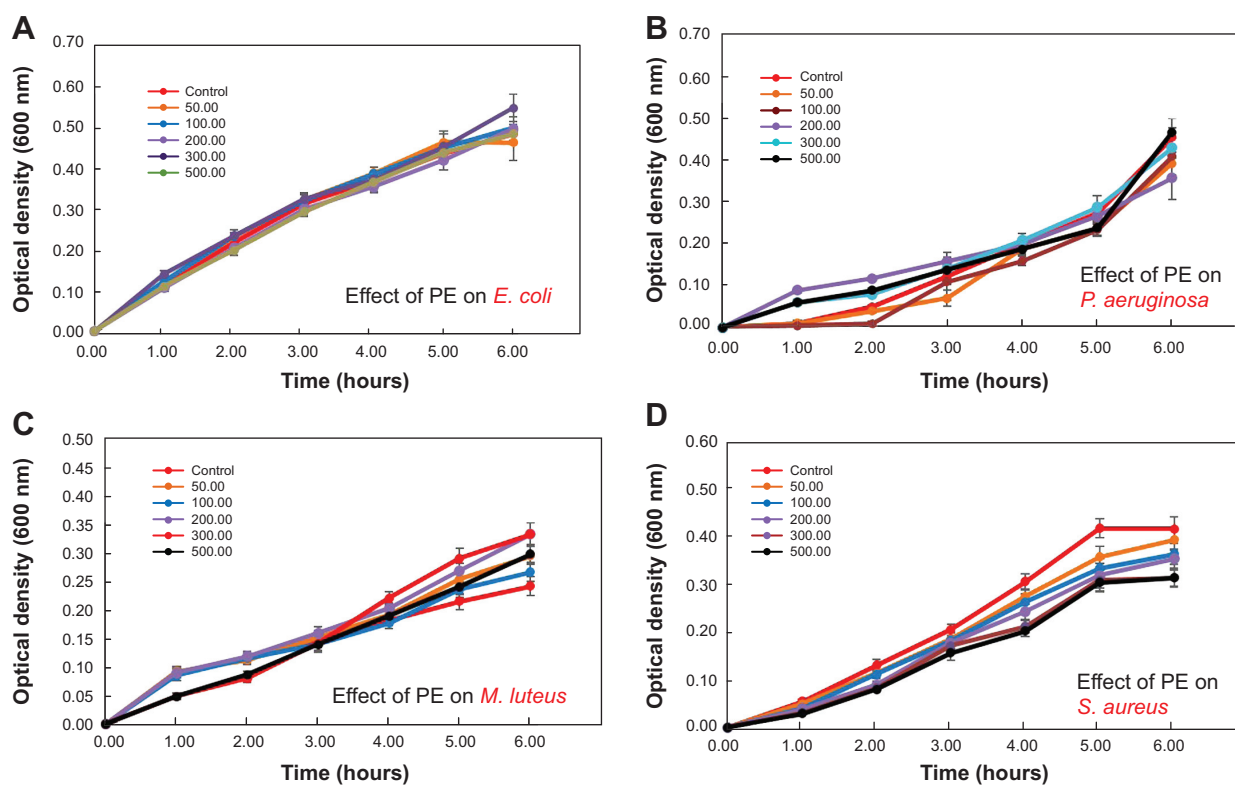 A
Optical density (600 nm)
0.70
0.60
0.50
0.40
0.30
0.20
0.10
0.00
Control
50.00
100.00
200.00
300.00
500.00
Effect of PE on E. coli
0.00 1.00 2.00 3.00 4.00 5.00 6.00
Time (hours)
B
Optical density (600 nm)
0.70
0.60
0.50
0.40
0.30
0.20
0.10
0.00
Control
50.00
100.00
200.00
300.00
500.00
Effect of PE on
P. aeruginosa
0.00 1.00 2.00 3.00 4.00 5.00 6.00
Time (hours)
C
Optical density (600 nm)
0.50
0.45
0.40
0.35
0.30
0.25
0.20
0.15
0.10
0.05
0.00
Control
50.00
100.00
200.00
300.00
500.00
Effect of PE on M. luteus
0.00 1.00 2.00 3.00 4.00 5.00 6.00
Time (hours)
D
Optical density (600 nm)
0.60
0.50
0.40
0.30
0.20
0.10
0.00
Control
50.00
100.00
200.00
300.00
500.00
Effect of PE on
S. aureus
0.00 1.00 2.00 3.00 4.00 5.00 6.00
Time (hours)